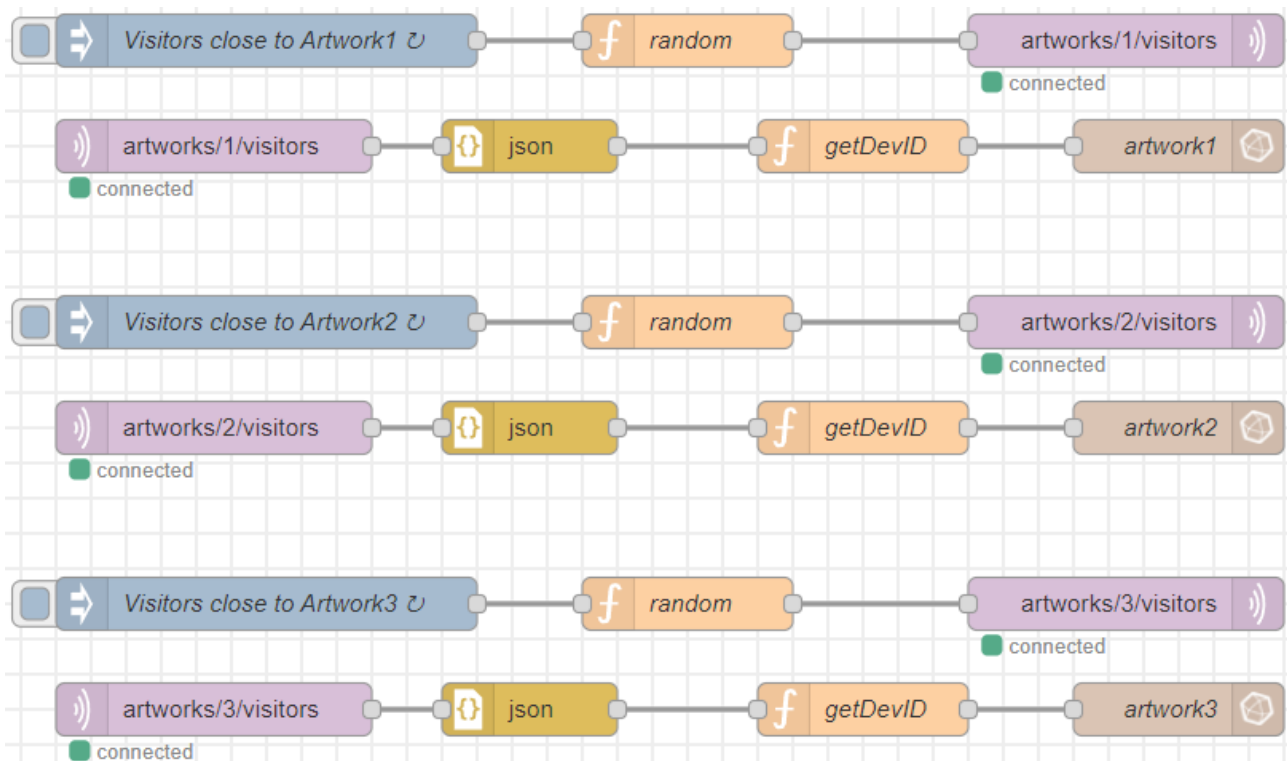 Visitors close to Artwork1 ↻ random artworks/1/visitors
connected
artworks/1/visitors json getDevID artwork1
connected
Visitors close to Artwork2 ↻ random artworks/2/visitors
connected
artworks/2/visitors json getDevID artwork2
connected
Visitors close to Artwork3 ↻ random artworks/3/visitors
connected
artworks/3/visitors json getDevID artwork3
connected